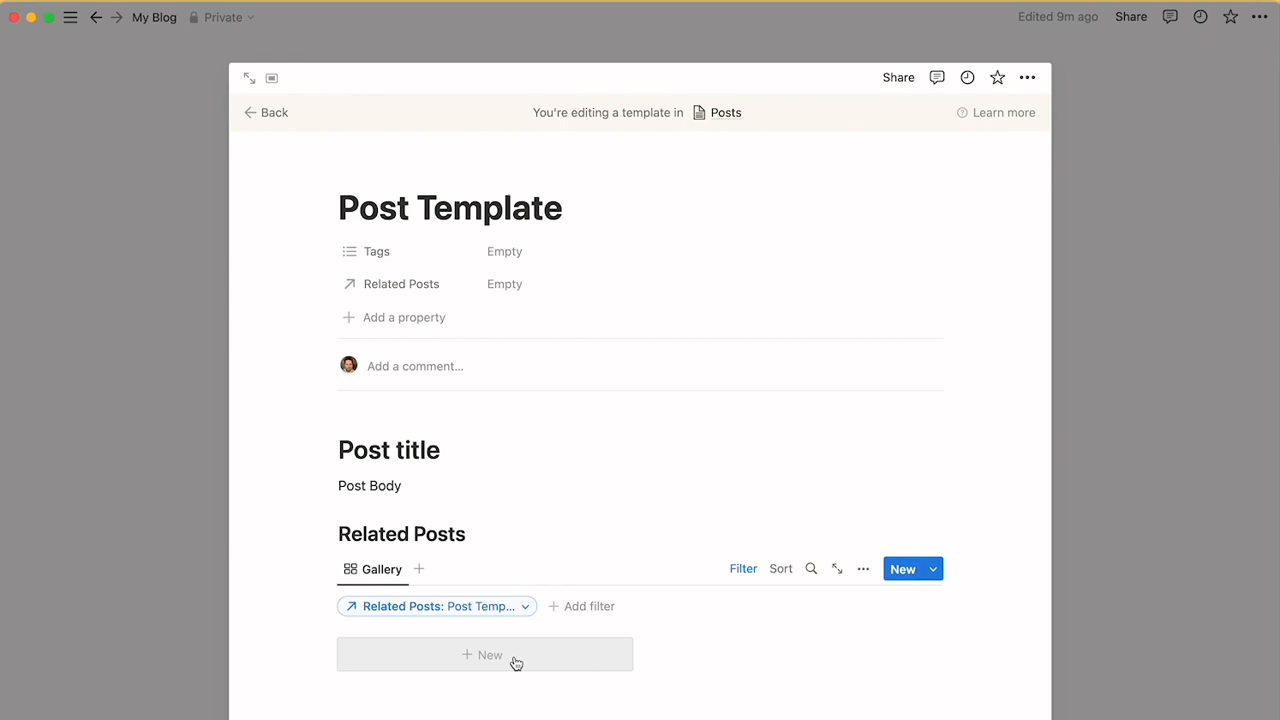 My Blog Private Edited 9m ago Share
Share
Back You're editing a template in Posts Learn more
Post Template
Tags Empty
Related Posts Empty
Add a property
Add a comment...
Post title
Post Body
Related Posts
Gallery Filter Sort New
Related Posts: Post Temp... Add filter
New